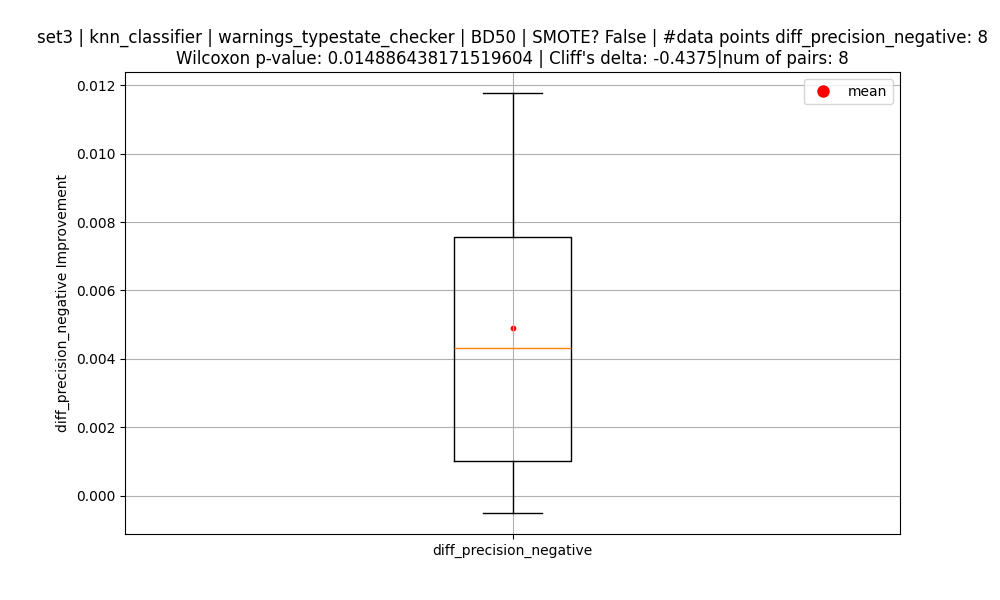 set3 | knn_classifier | warnings_typestate_checker | BD50 | SMOTE? False | #data points diff_precision_negative: 8
Wilcoxon p-value: 0.014886438171519604 | Cliff's delta: -0.4375|num of pairs: 8
mean
0.012
0.010
0.008
0.006
0.004
0.002
0.000
diff_precision_negative Improvement
diff_precision_negative